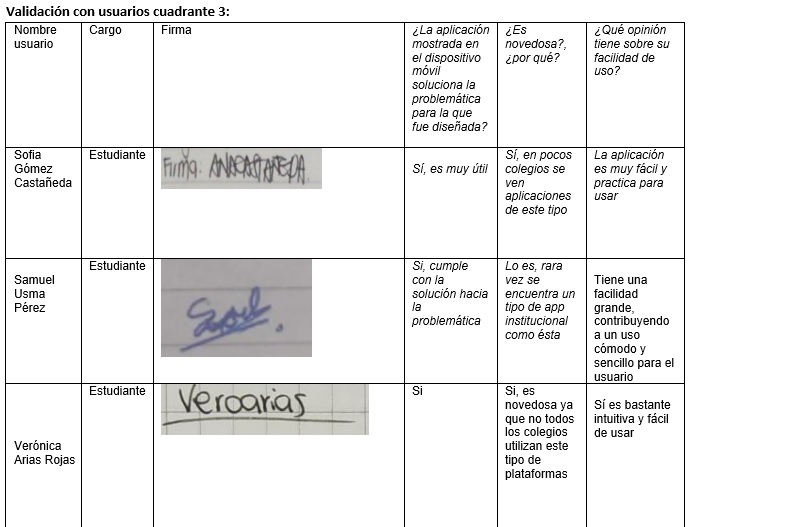 Validación con usuarios cuadrante 3:
Nombre usuario
Cargo
Firma
¿La aplicación mostrada en el dispositivo móvil soluciona la problemática para la que fue diseñada?
¿Es novedosa?, ¿por qué?
¿Qué opinión tiene sobre su facilidad de uso?
Sofia Gómez Castañeda
Estudiante
Firma. ANACASTAÑEDA
Sí, es muy útil
Sí, en pocos colegios se ven aplicaciones de este tipo
La aplicación es muy fácil y practica para usar
Samuel Usma Pérez
Estudiante
Si, cumple con la solución hacia la problemática
Lo es, rara vez se encuentra un tipo de app institucional como ésta
Tiene una facilidad grande, contribuyendo a un uso cómodo y sencillo para el usuario
Verónica Arias Rojas
Estudiante
Veroarias
Si
Si, es novedosa ya que no todos los colegios utilizan este tipo de plataformas
Sí es bastante intuitiva y fácil de usar